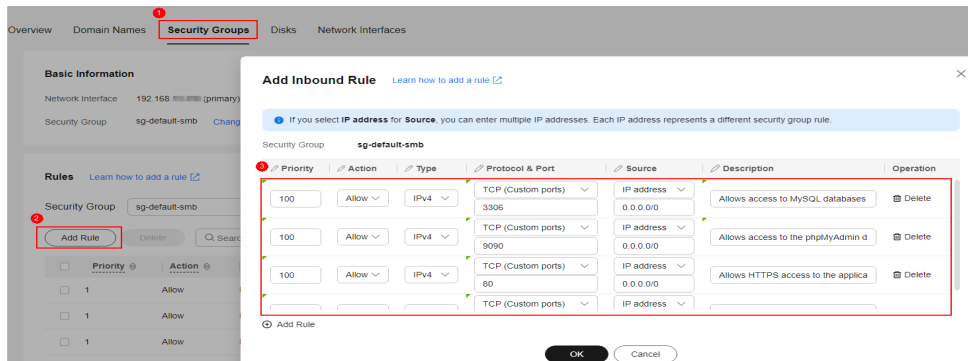 1
Overview Domain Names Security Groups Disks Network Interfaces
Basic Information
Network Interface 192.168. (primary)
Security Group sg-default-smb Chang
Rules Learn how to add a rule
Security Group sg-default-smb
2
Add Rule Delete Searc
Priority Action
1 Allow
1 Allow
1 Allow
Add Inbound Rule Learn how to add a rule
If you select IP address for Source, you can enter multiple IP addresses. Each IP address represents a different security group rule.
Security Group sg-default-smb
3
Priority Action Type Protocol & Port Source Description Operation
TCP (Custom ports) IP address
100 Allow IPv4 Allows access to MySQL databases Delete
3306 0.0.0.0/0
TCP (Custom ports) IP address
100 Allow IPv4 Allows access to the phpMyAdmin d Delete
9090 0.0.0.0/0
TCP (Custom ports) IP address
100 Allow IPv4 Allows HTTPS access to the applica Delete
80 0.0.0.0/0
TCP (Custom ports) IP address
Add Rule
OK Cancel